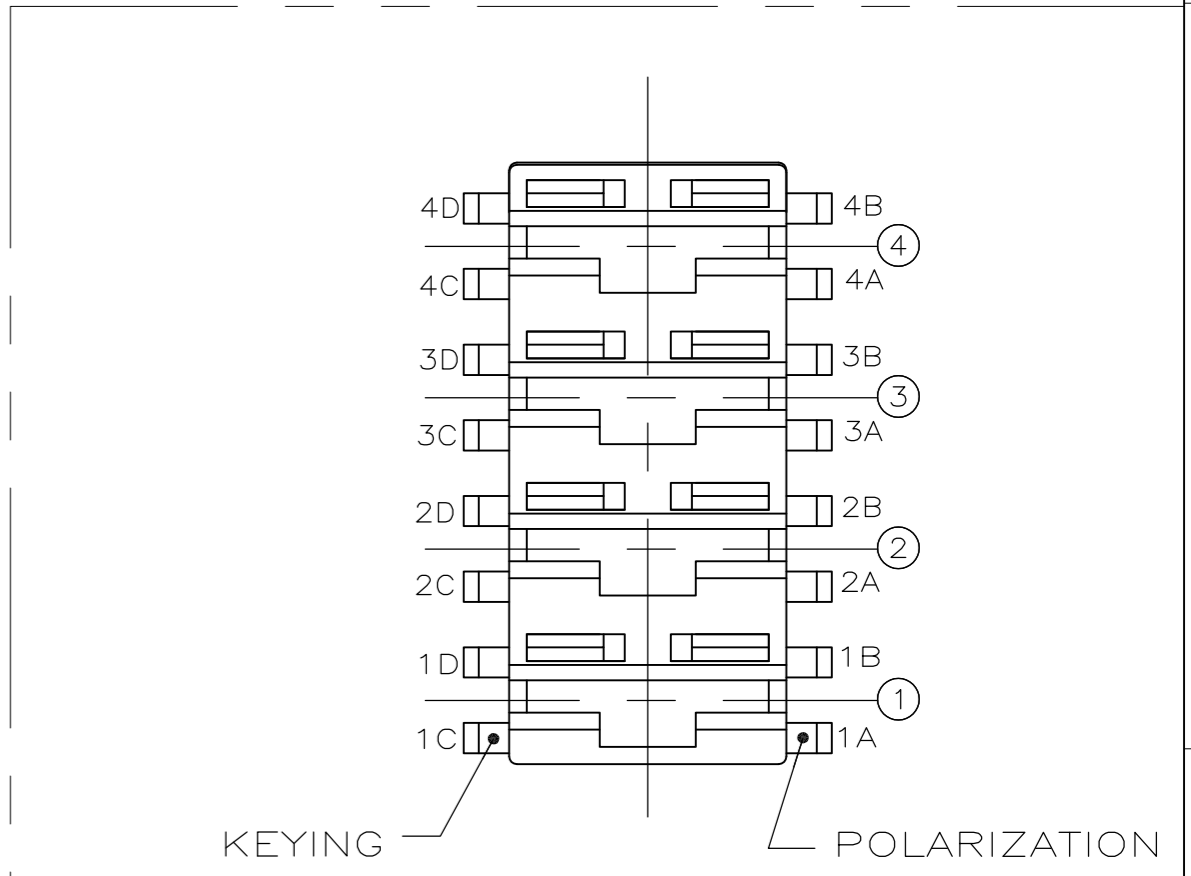 4D 4B
4
4C 4A
3D 3B
3
3C 3A
2D 2B
2
2C 2A
1D 1B
1
1C 1A
KEYING POLARIZATION